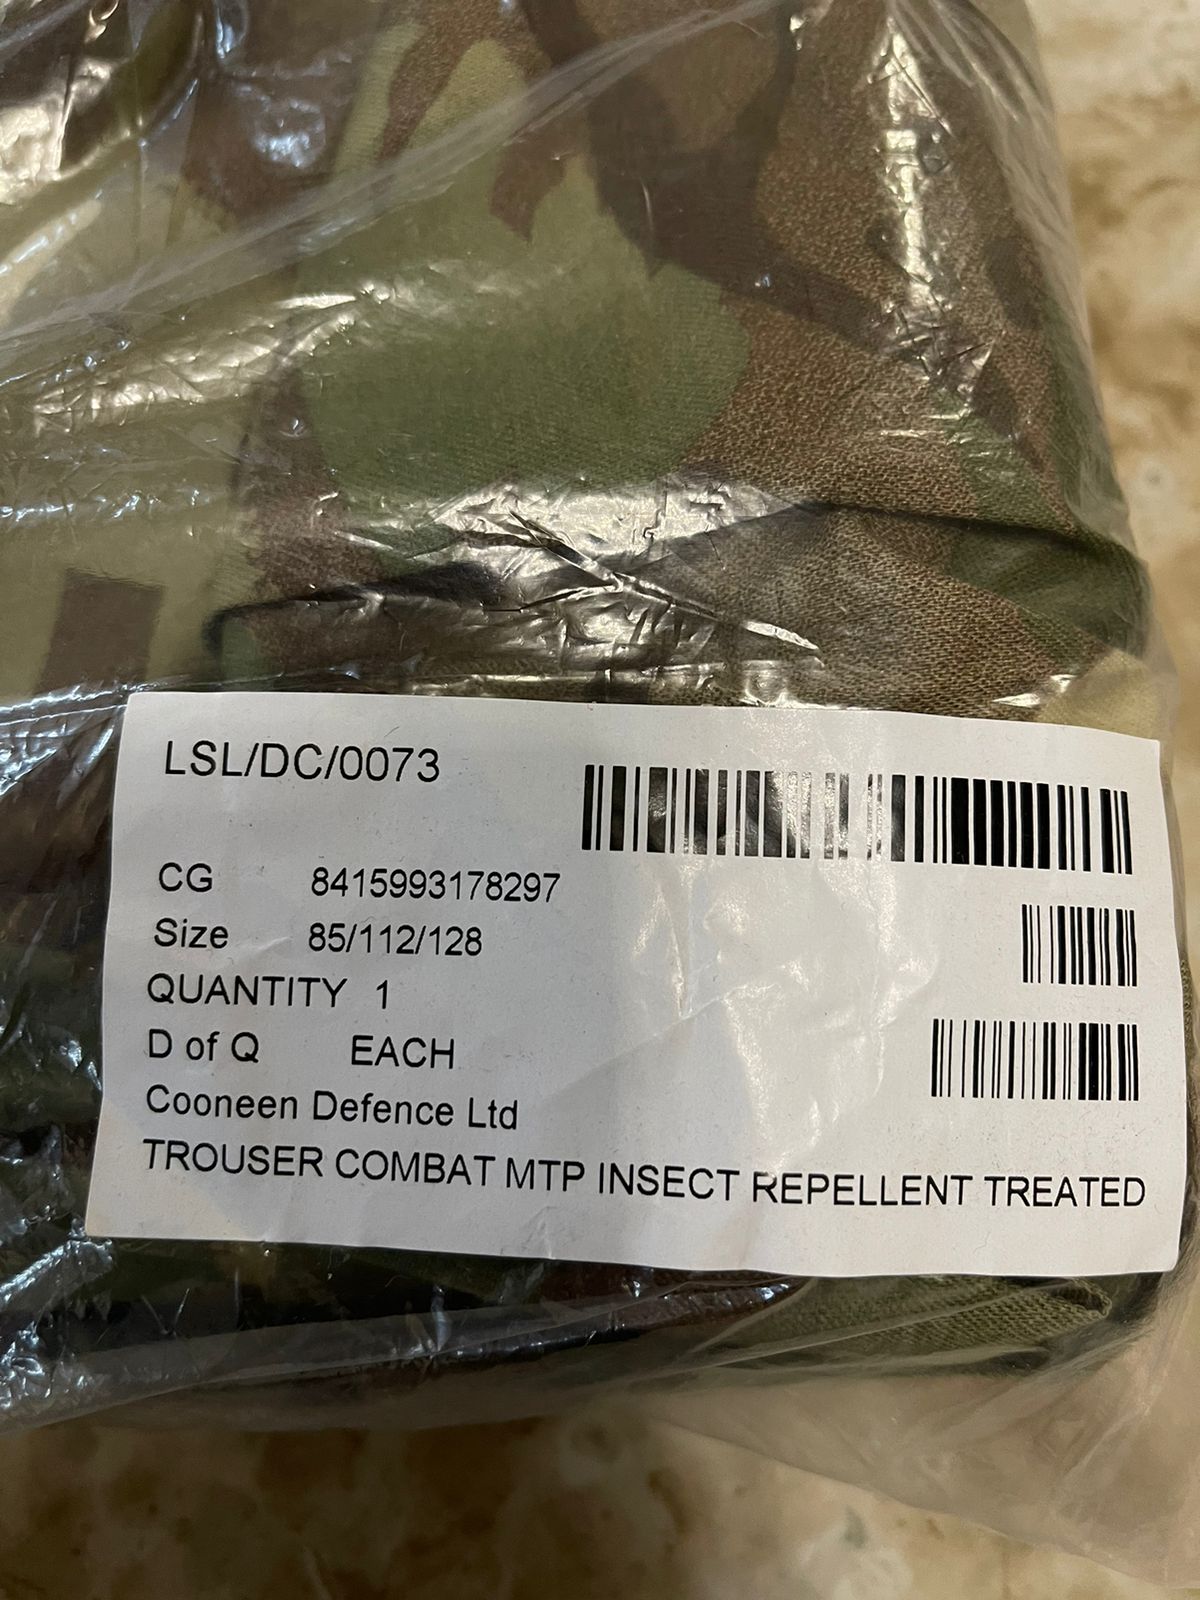 LSL/DC/0073
CG 8415993178297
Size 85/112/128
QUANTITY 1
D of Q EACH
Cooneen Defence Ltd
TROUSER COMBAT MTP INSECT REPELLENT TREATED